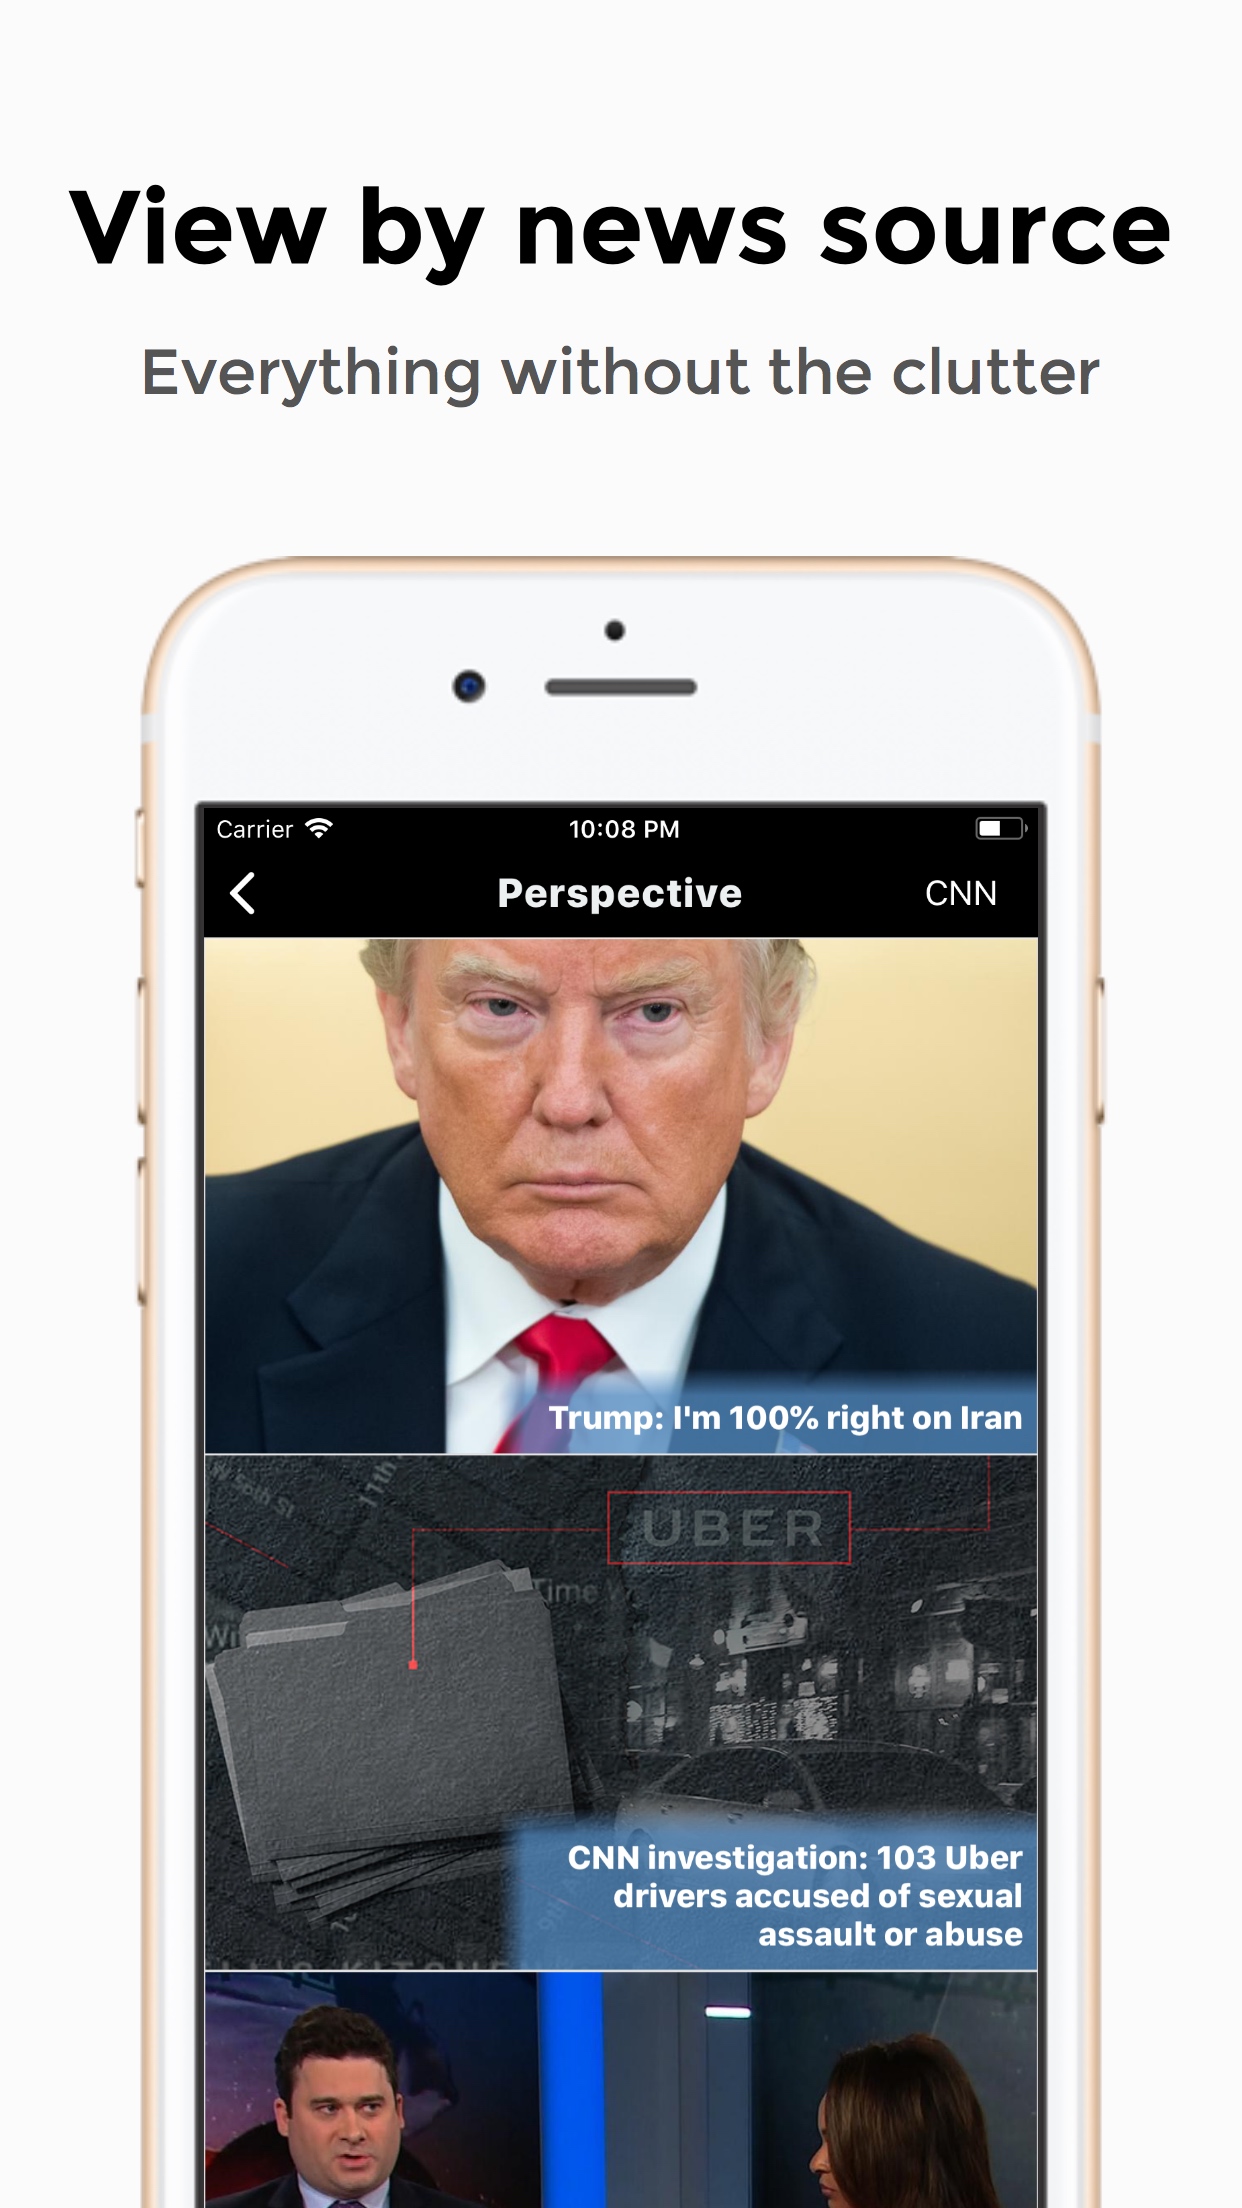 View by news source
Everything without the clutter
Carrier 10:08 PM
Perspective CNN
Trump: I'm 100% right on Iran
UBER
Time W
CNN investigation: 103 Uber
drivers accused of sexual
assault or abuse